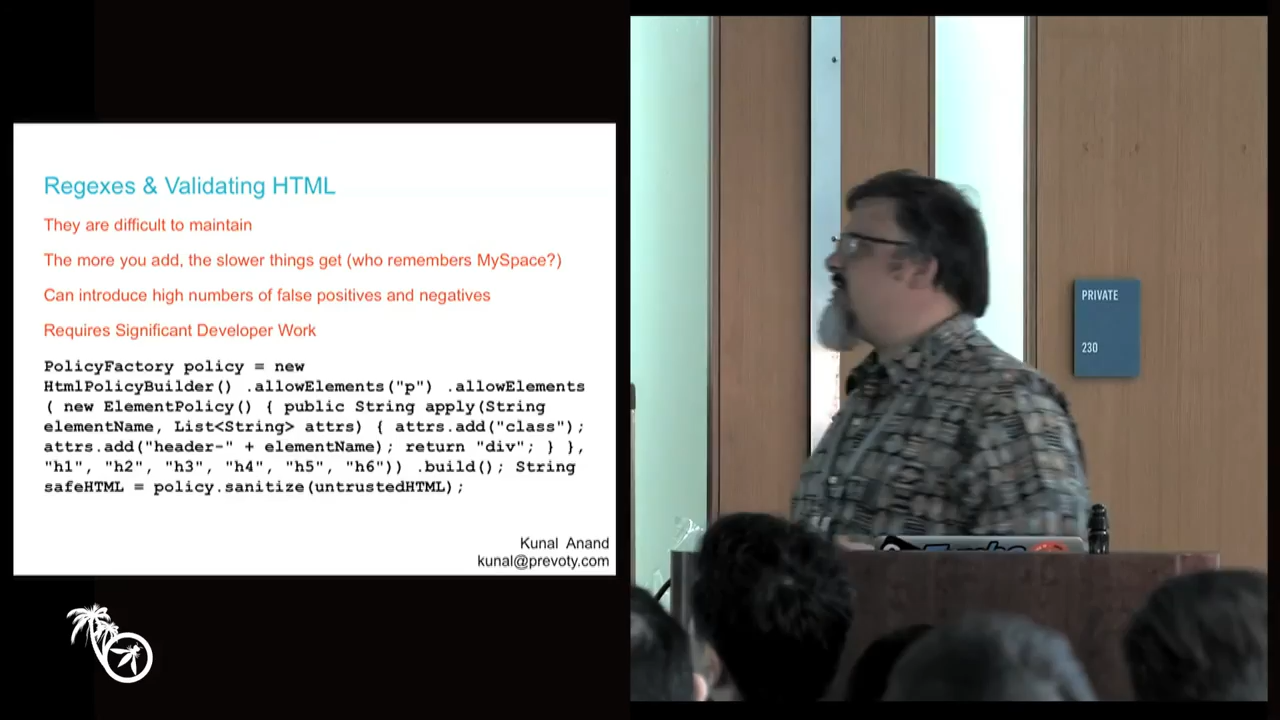 Regexes & Validating HTML
They are difficult to maintain
The more you add, the slower things get (who remembers MySpace?)
Can introduce high numbers of false positives and negatives
Requires Significant Developer Work
PolicyFactory policy = new
HtmlPolicyBuilder() .allowElements("p") .allowElements
( new ElementPolicy() { public String apply(String
elementName, List<String> attrs) { attrs.add("class");
attrs.add("header-" + elementName); return "div"; } },
"h1", "h2", "h3", "h4", "h5", "h6")) .build(); String
safeHTML = policy.sanitize(untrustedHTML);
Kunal Anand
kunal@prevoty.com
PRIVATE
230